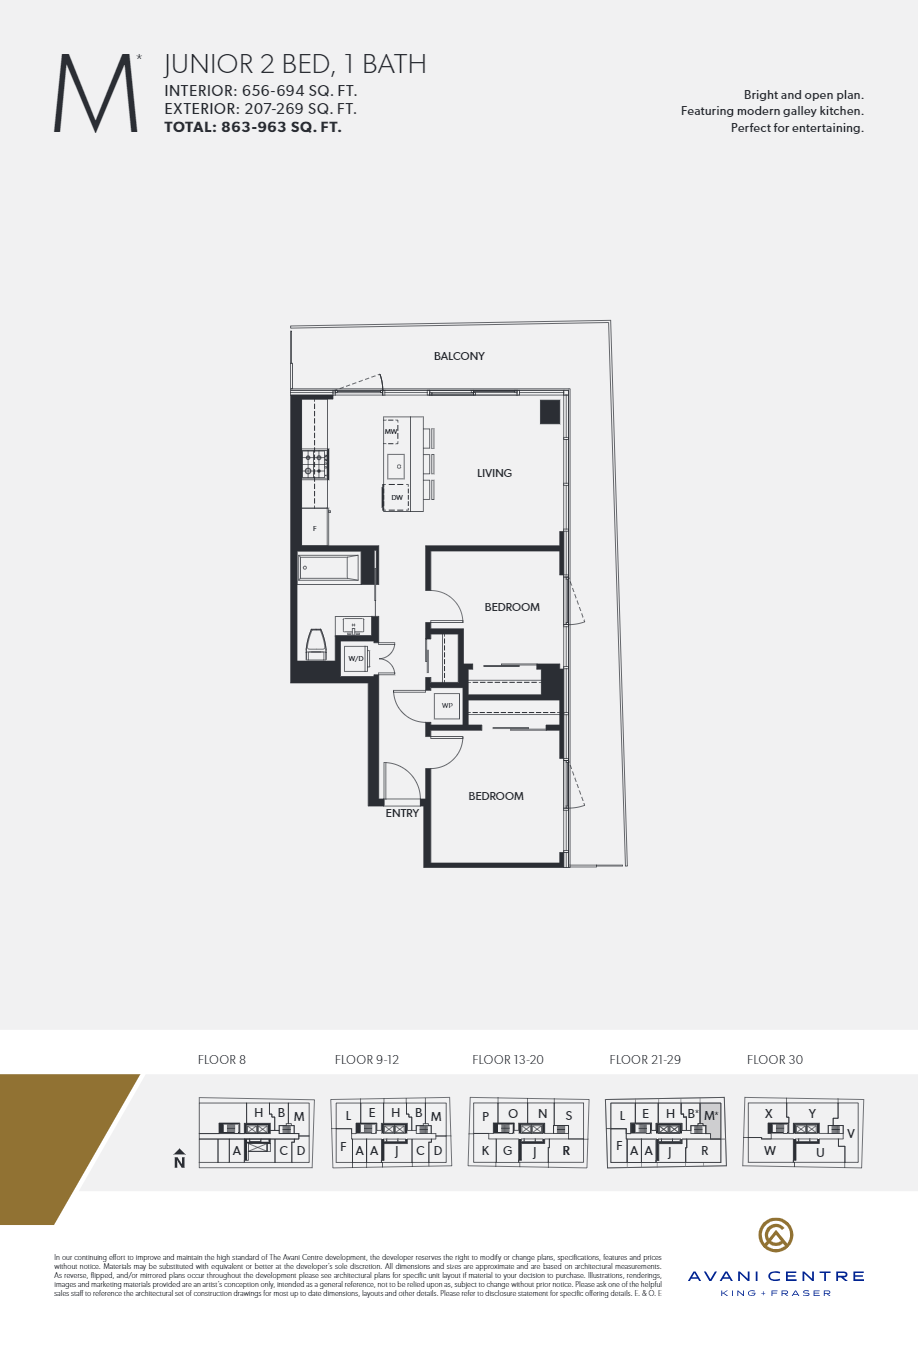 M*
JUNIOR 2 BED, 1 BATH
INTERIOR: 656-694 SQ. FT.
EXTERIOR: 207-269 SQ. FT.
TOTAL: 863-963 SQ. FT.
Bright and open plan.
Featuring modern galley kitchen.
Perfect for entertaining.
BALCONY
MW
LIVING
DW
F
BEDROOM
W/D
WP
BEDROOM
ENTRY
FLOOR 8
FLOOR 9-12
FLOOR 13-20
FLOOR 21-29
FLOOR 30
N
H B M
A C D
L E H B M
F A A J C D
P O N S
K G J R
L E H B* M*
F A A J R
X Y V
W U
In our continuing effort to improve and maintain the high standard of The Avani Centre development, the developer reserves the right to modify or change plans, specifications, features and prices
without notice. Materials may be substituted with equivalent or better at the developer's sole discretion. All dimensions and sizes are approximate and are based on architectural measurements.
As reverse, flipped, and/or mirrored plans occur throughout the development please see architectural plans for specific unit layout if material to your decision to purchase. Illustrations, renderings,
images and marketing materials provided are an artist's conception only, intended as a general reference, not to be relied upon as, subject to change without prior notice. Please ask one of the helpful
sales staff to reference the architectural set of construction drawings for most up to date dimensions, layouts and other details. Please refer to disclosure statement for specific offering details. E. & O. E
AVANI CENTRE
KING + FRASER